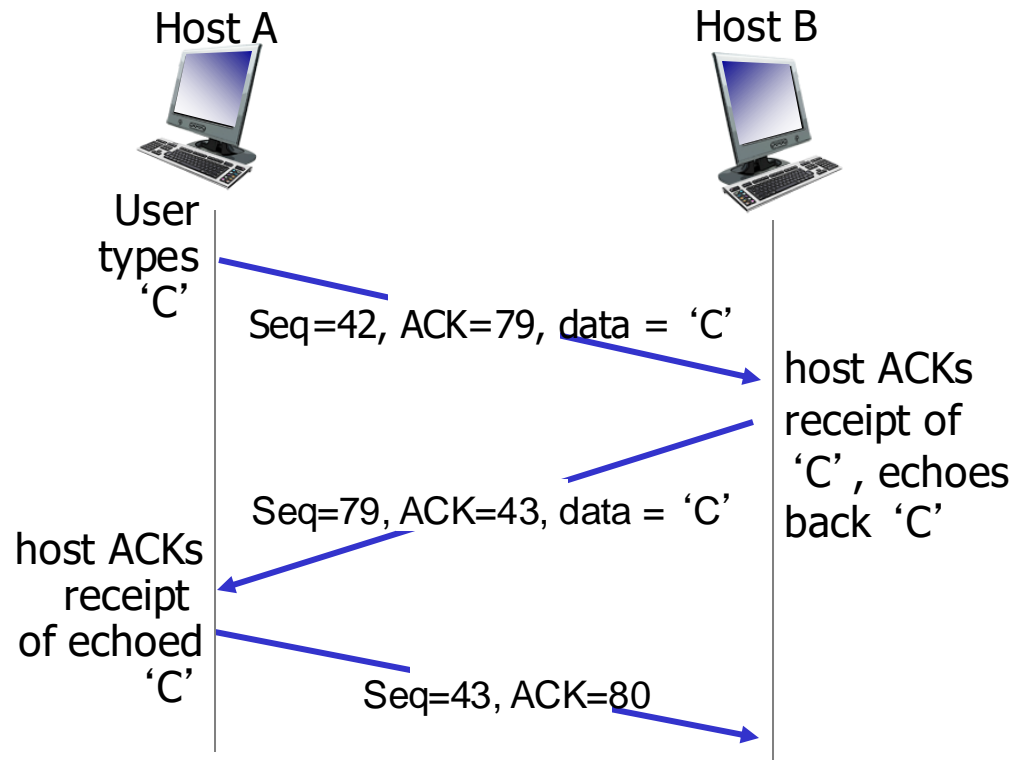 Host A
Host B
User
types
‘C’
Seq=42, ACK=79, data = ‘C’
host ACKs
receipt of
‘C’, echoes
back ‘C’
Seq=79, ACK=43, data = ‘C’
host ACKs
receipt
of echoed
‘C’
Seq=43, ACK=80